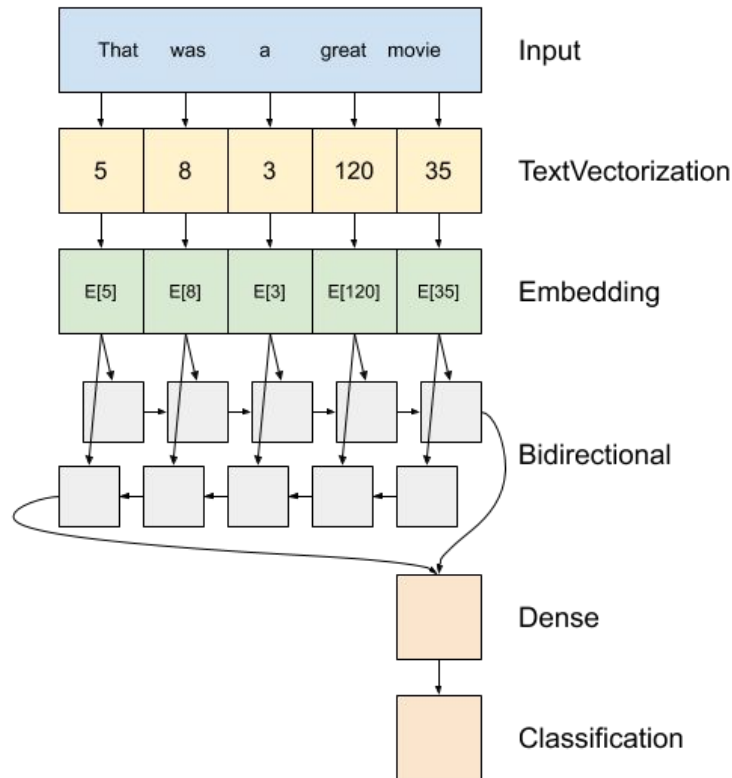 That was a great movie Input
5 8 3 120 35 TextVectorization
E[5] E[8] E[3] E[120] E[35] Embedding
Bidirectional
Dense
Classification